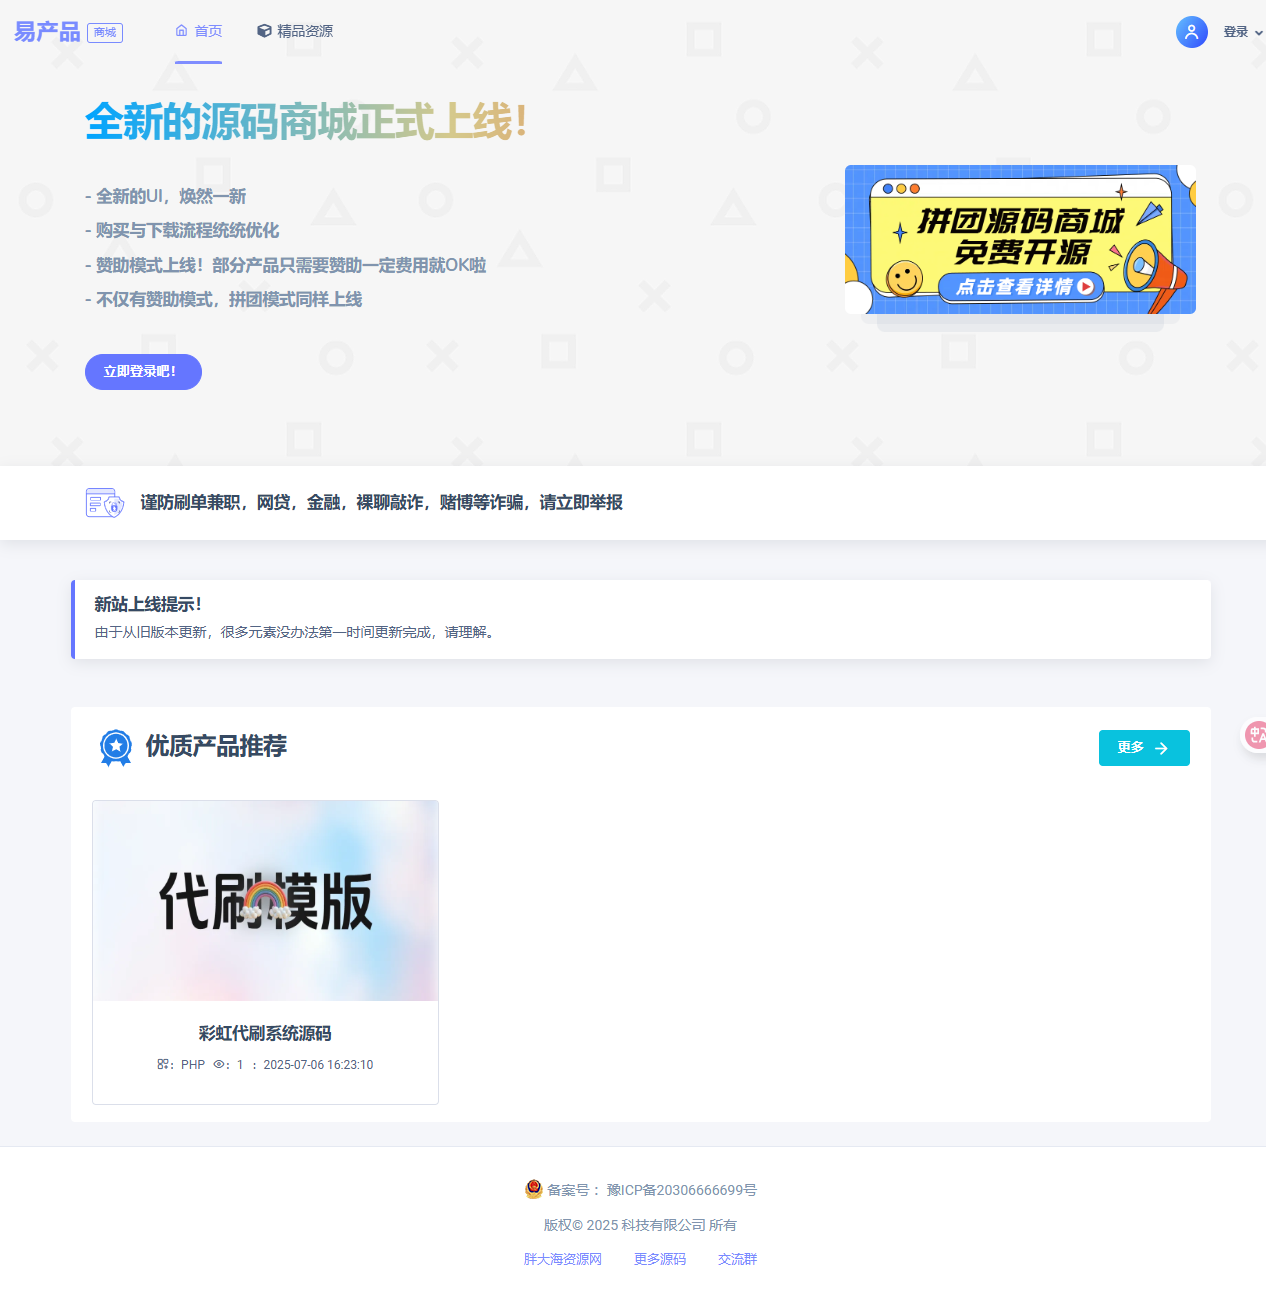 易产品 商城 首页 精品资源 登录
全新的源码商城正式上线！
- 全新的UI，焕然一新
- 购买与下载流程统统优化
- 赞助模式上线！部分产品只需要赞助一定费用就OK啦
- 不仅有赞助模式，拼团模式同样上线
立即登录吧！
拼团源码商城
免费开源
点击查看详情
谨防刷单兼职，网贷，金融，裸聊敲诈，赌博等诈骗，请立即举报
新站上线提示！
由于从旧版本更新，很多元素没办法第一时间更新完成，请理解。
优质产品推荐
更多
代刷模版
彩虹代刷系统源码
：PHP ：1 ：2025-07-06 16:23:10
备案号： 豫ICP备20306666699号
版权© 2025 科技有限公司 所有
胖大海资源网 更多源码 交流群